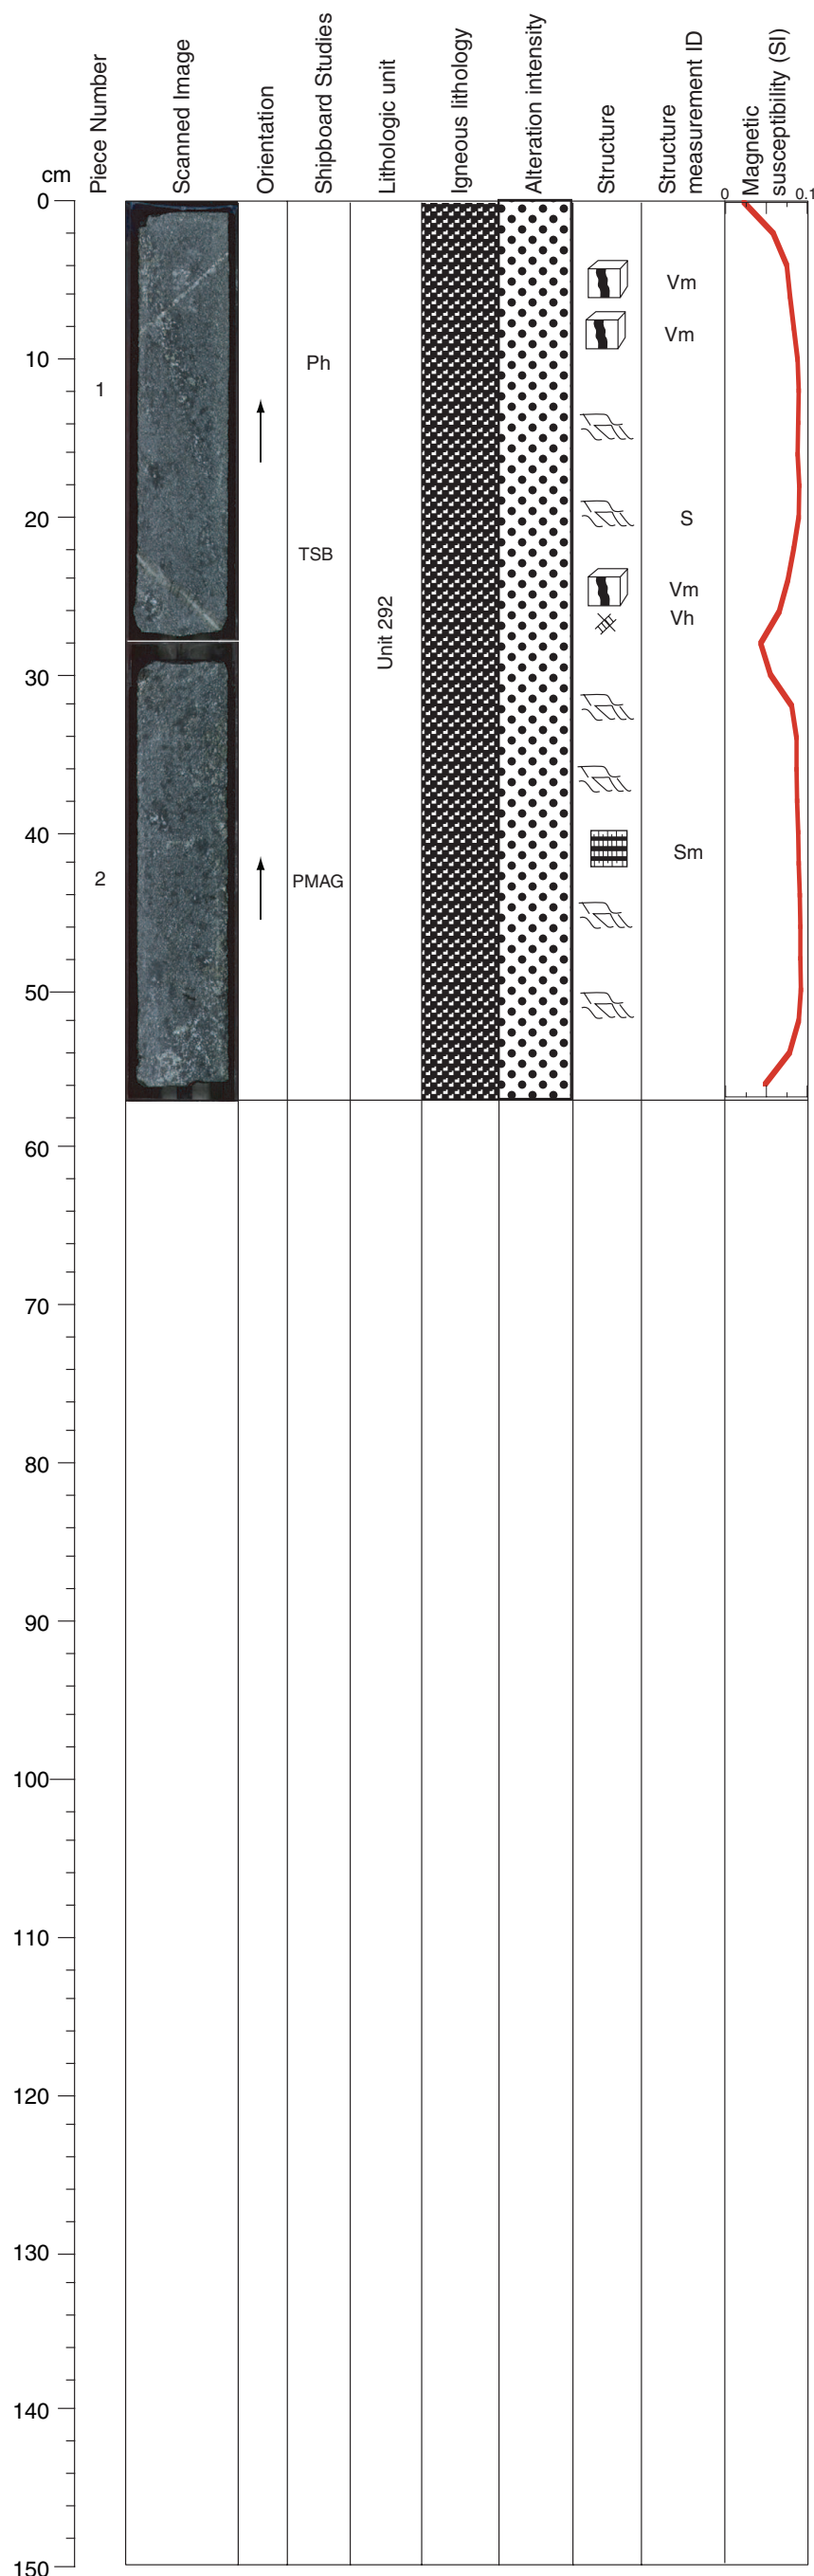 cm
Piece Number
Scanned Image
Orientation
Shipboard Studies
Lithologic unit
Igneous lithology
Alteration intensity
Structure
Structure
measurement ID
Magnetic
susceptibility (SI)
0 0.1
0
Vm
Vm
10
Ph
1
20
S
TSB
Vm
Vh
Unit 292
30
40
Sm
2
PMAG
50
60
70
80
90
100
110
120
130
140
150